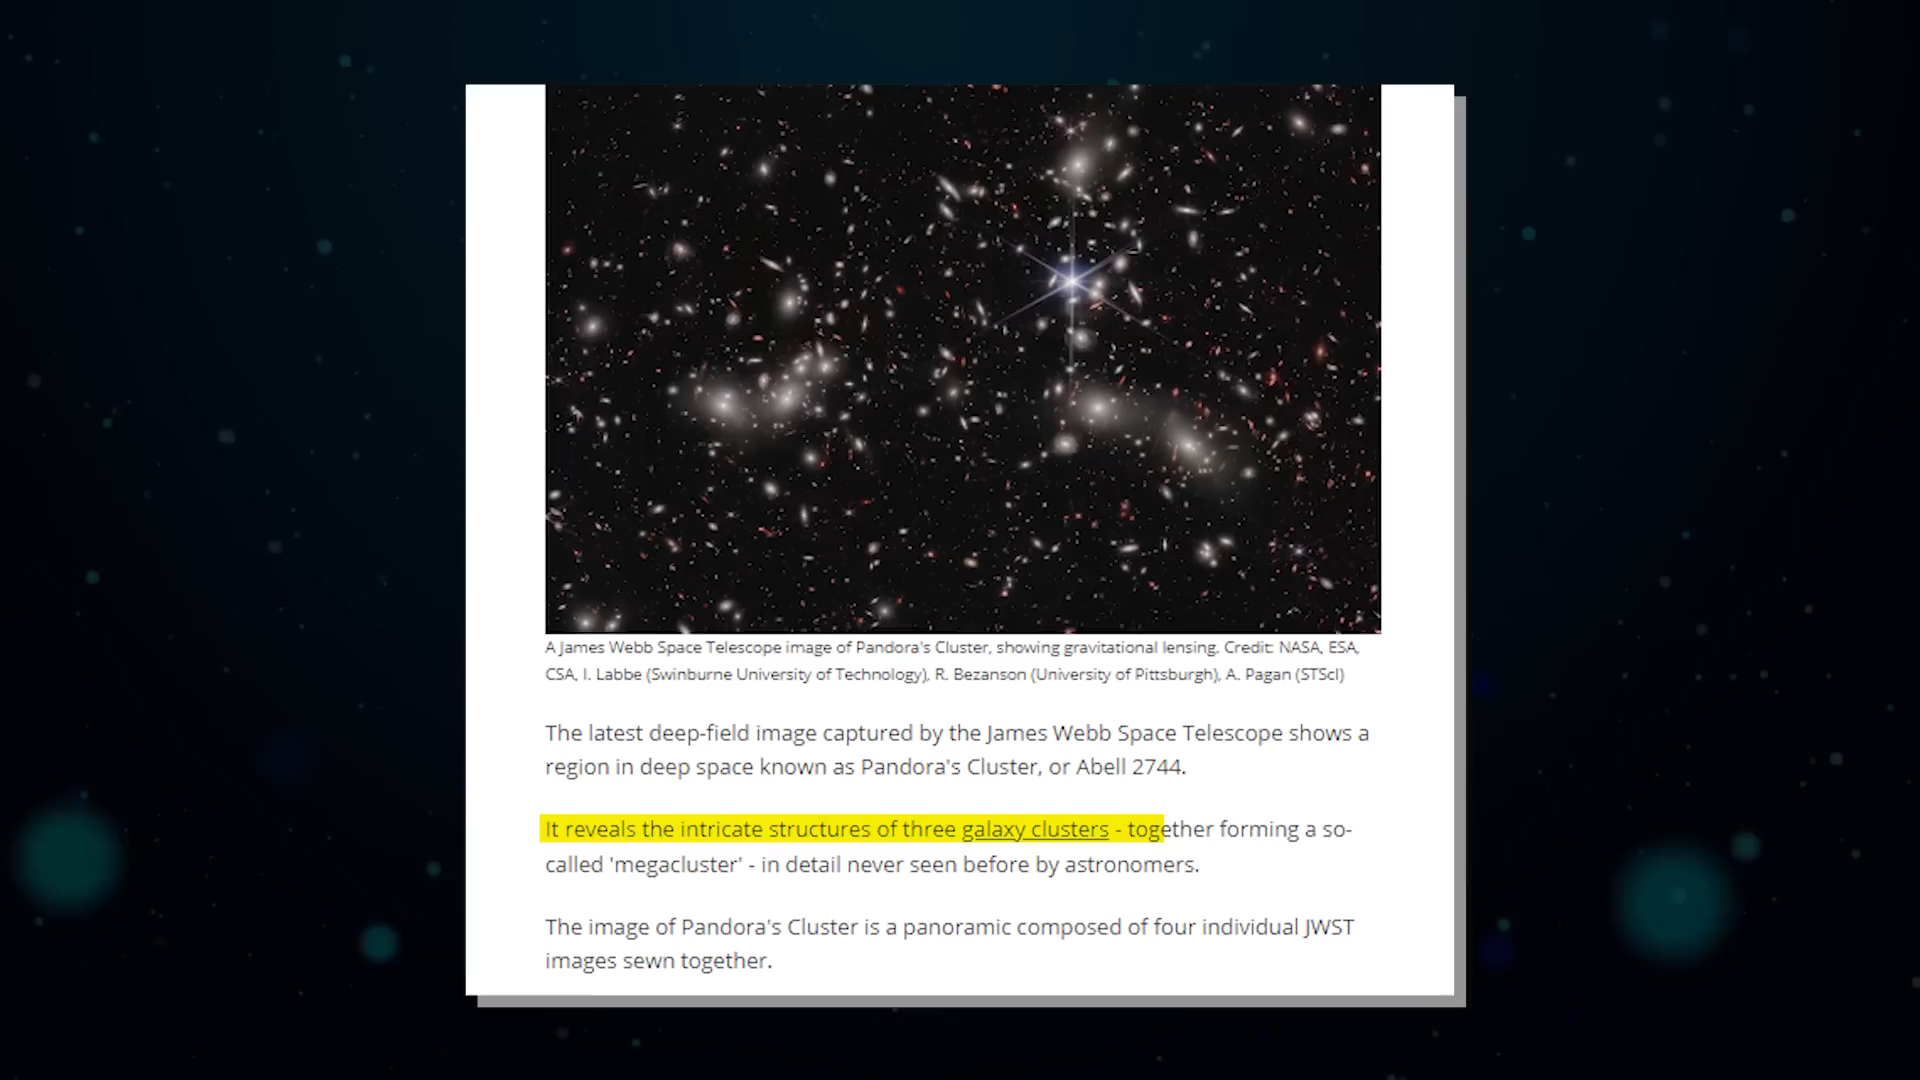 A James Webb Space Telescope image of Pandora's Cluster, showing gravitational lensing. Credit: NASA, ESA,
CSA, I. Labbe (Swinburne University of Technology), R. Bezanson (University of Pittsburgh), A. Pagan (STScI)
The latest deep-field image captured by the James Webb Space Telescope shows a
region in deep space known as Pandora's Cluster, or Abell 2744.
It reveals the intricate structures of three galaxy clusters - together forming a so-
called 'megacluster' - in detail never seen before by astronomers.
The image of Pandora's Cluster is a panoramic composed of four individual JWST
images sewn together.